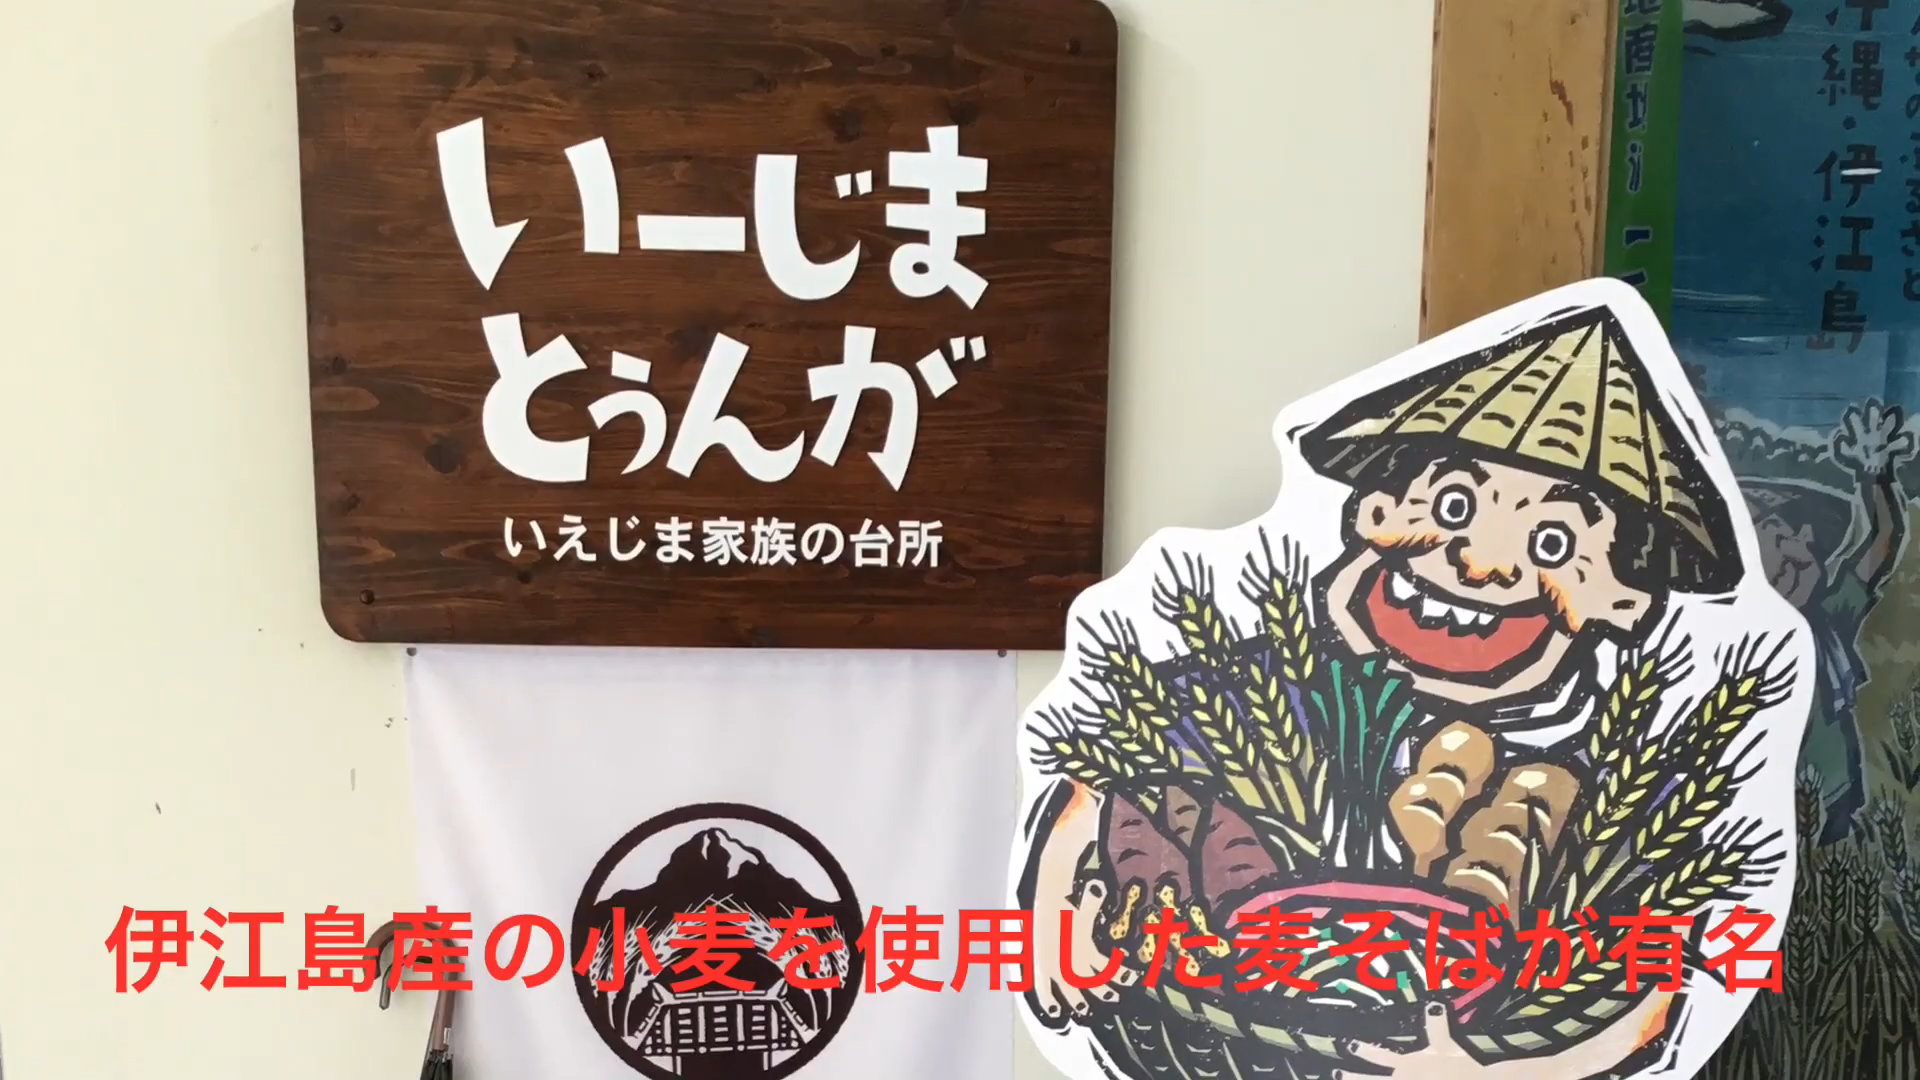 いーじま
とぅんが
いえじま家族の台所
沖縄・伊江島
伊江島産の小麦を使用した麦そばが有名